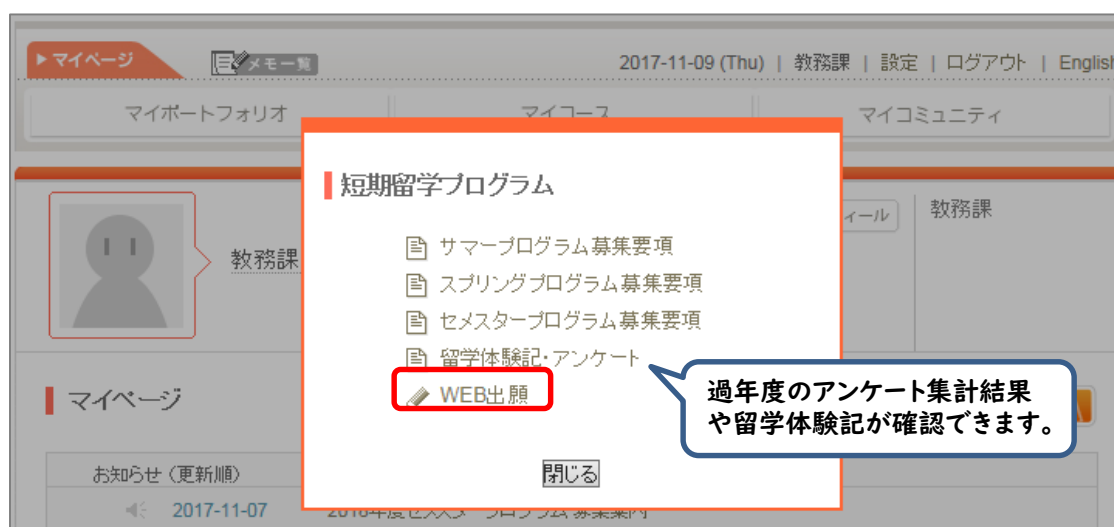 マイページ
メモ一覧
2017-11-09 (Thu) | 教務課 | 設定 | ログアウト | English
マイポートフォリオ
マイコース
マイコミュニティ
短期留学プログラム
サマープログラム募集要項
スプリングプログラム募集要項
セメスタープログラム募集要項
留学体験記・アンケート
WEB出願
閉じる
過年度のアンケート集計結果
や留学体験記が確認できます。
教務課
ィール
教務課
マイページ
お知らせ（更新順）
2017-11-07